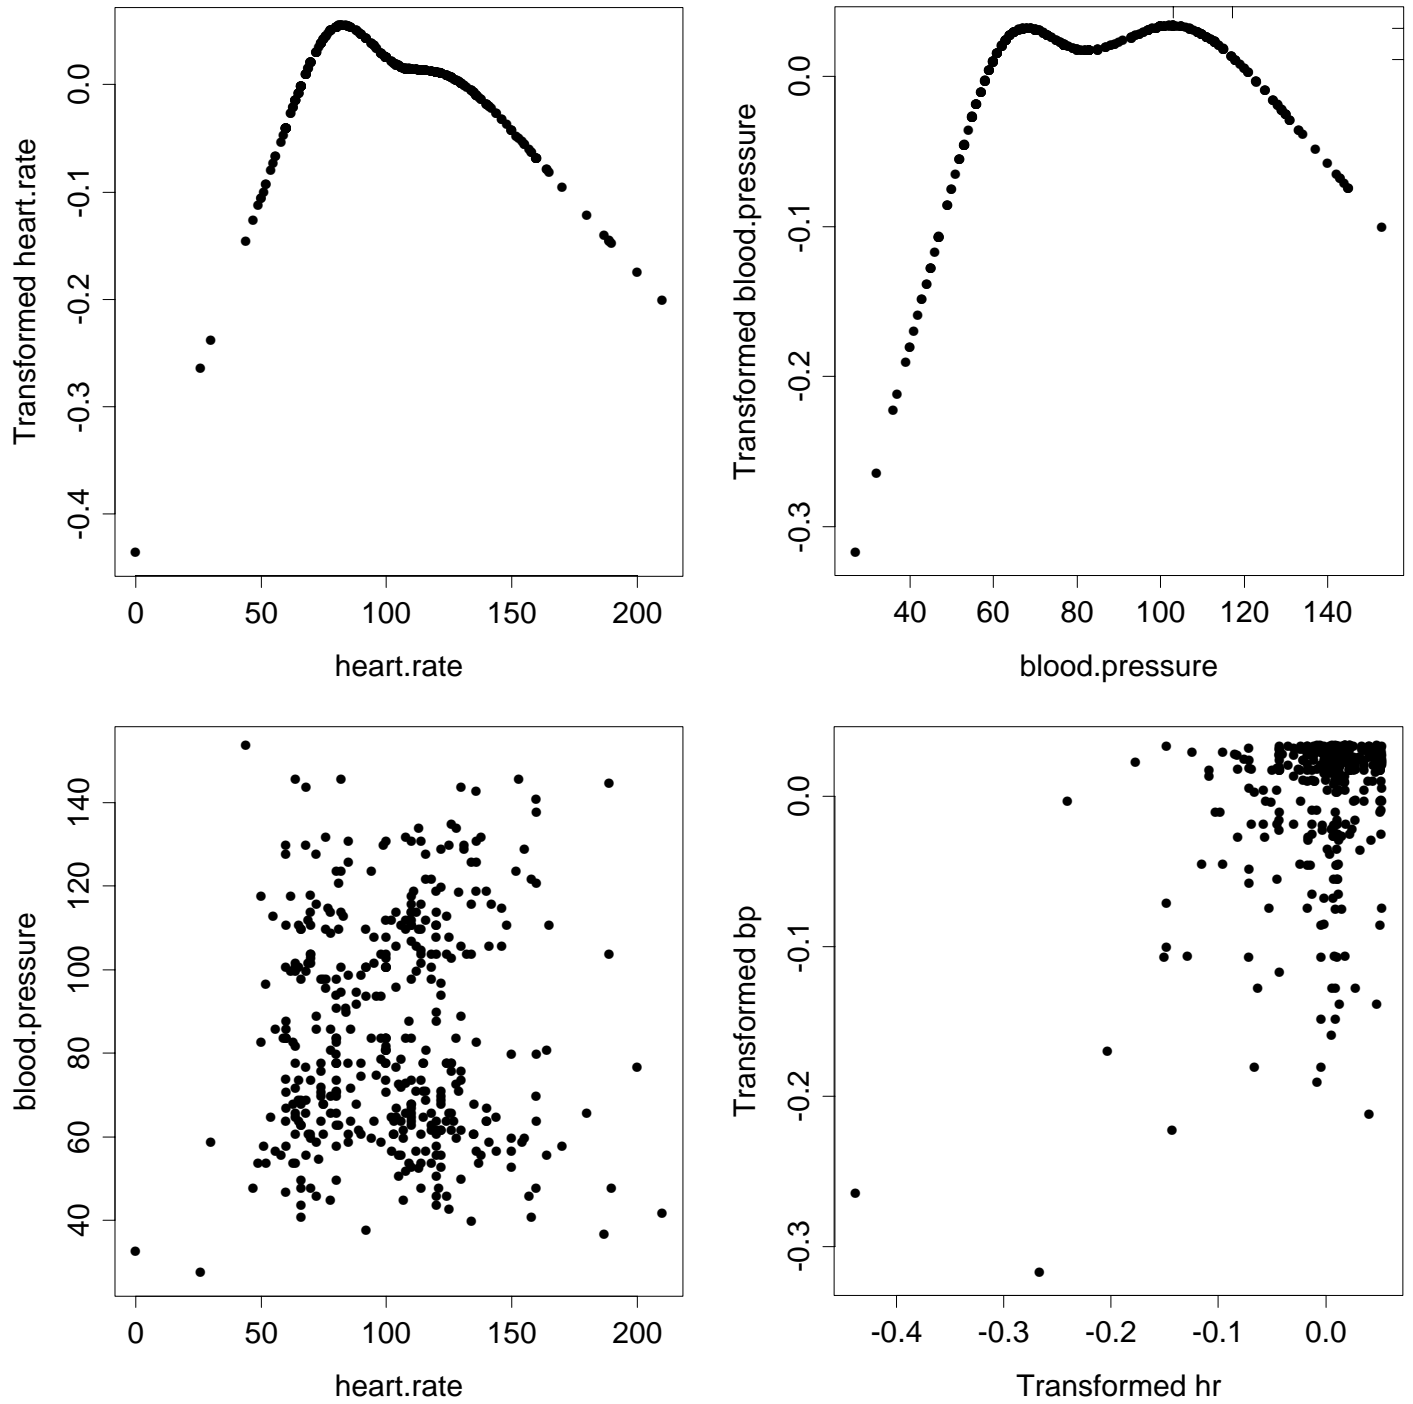 Transformed heart.rate
0.0
-0.1
-0.2
-0.3
-0.4
0 50 100 150 200
heart.rate
Transformed blood.pressure
0.0
-0.1
-0.2
-0.3
40 60 80 100 120 140
blood.pressure
blood.pressure
140
120
100
80
60
40
0 50 100 150 200
heart.rate
Transformed bp
0.0
-0.1
-0.2
-0.3
-0.4 -0.3 -0.2 -0.1 0.0
Transformed hr